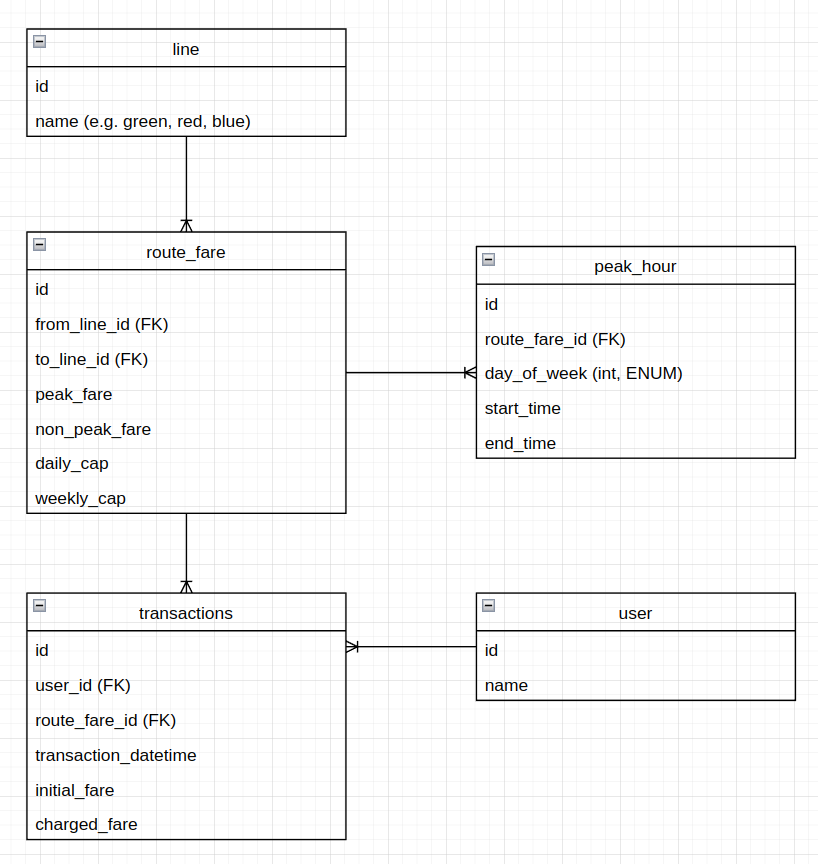 line
id
name (e.g. green, red, blue)
route_fare
id
from_line_id (FK)
to_line_id (FK)
peak_fare
non_peak_fare
daily_cap
weekly_cap
peak_hour
id
route_fare_id (FK)
day_of_week (int, ENUM)
start_time
end_time
transactions
id
user_id (FK)
route_fare_id (FK)
transaction_datetime
initial_fare
charged_fare
user
id
name